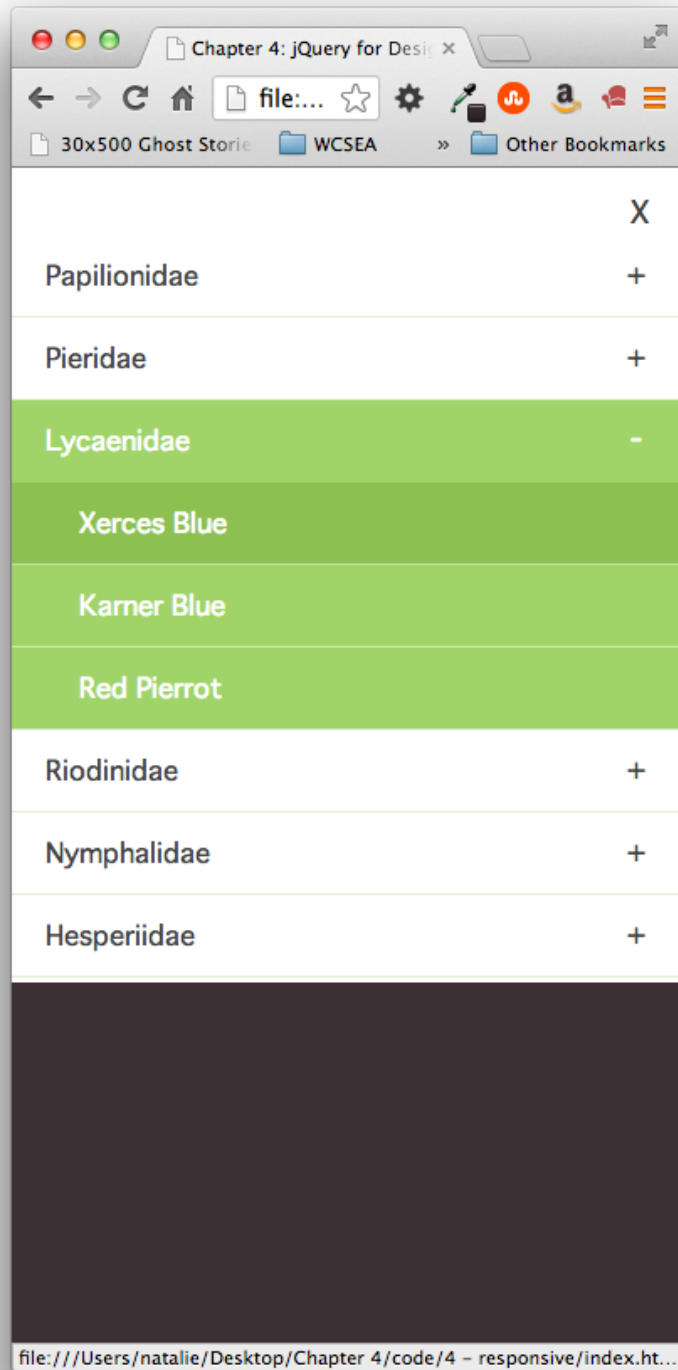 Chapter 4: jQuery for Desig
file:...
30x500 Ghost Storie WCSEA » Other Bookmarks
X
Papilionidae +
Pieridae +
Lycaenidae -
Xerces Blue
Karner Blue
Red Pierrot
Riodinidae +
Nymphalidae +
Hesperiidae +
file:///Users/natalie/Desktop/Chapter 4/code/4 – responsive/index.ht...